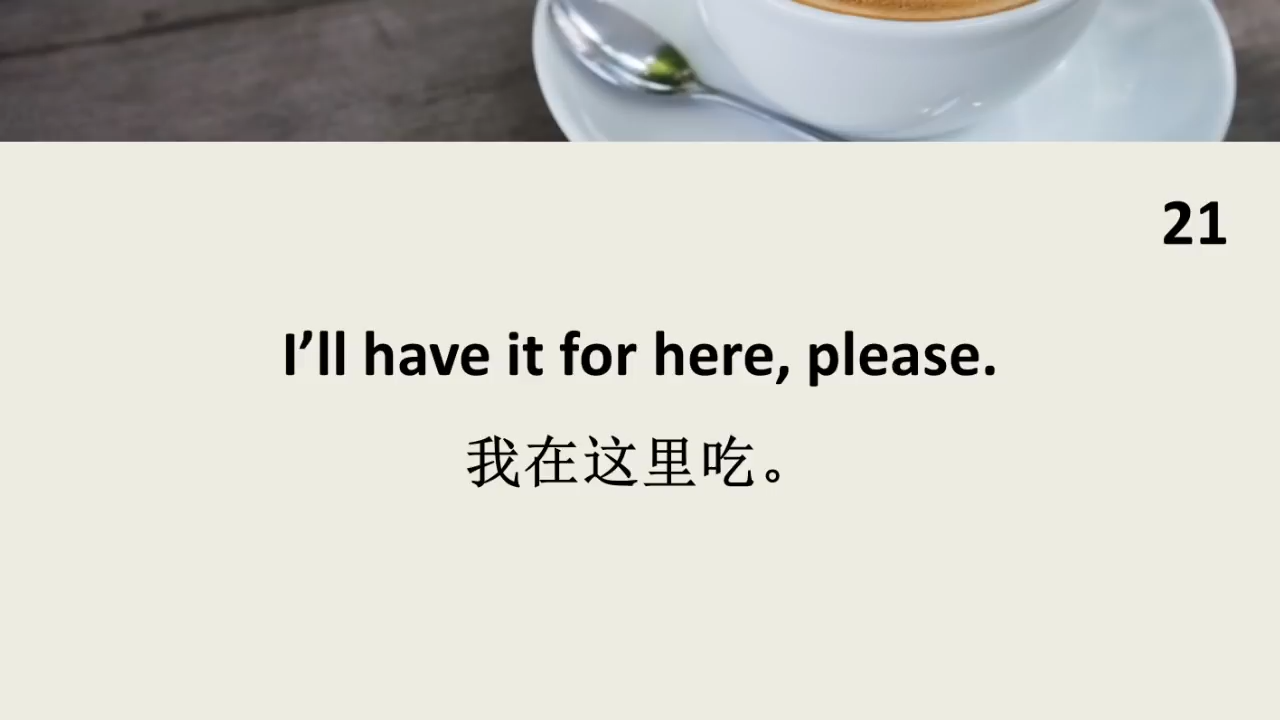 21
I’ll have it for here, please.
我在这里吃。